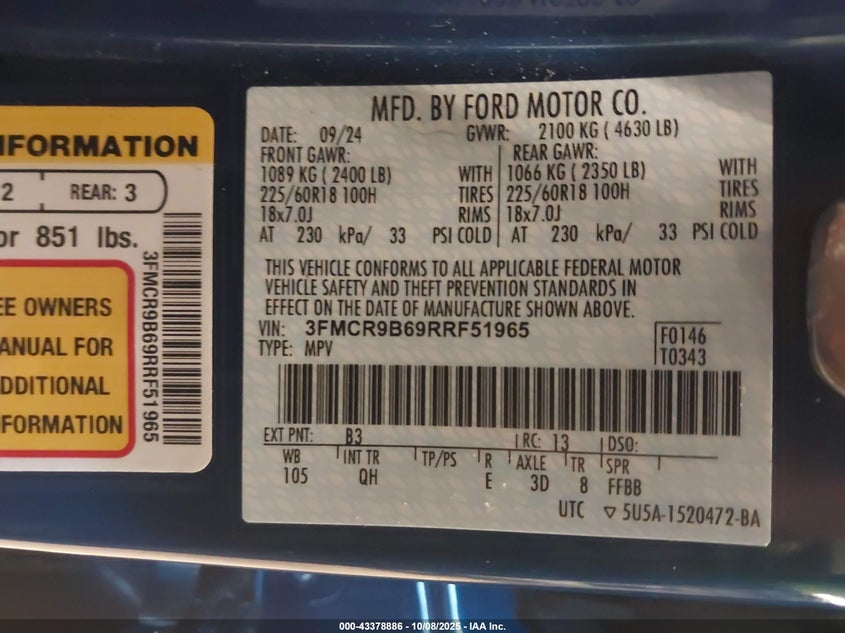 NFORMATION
2 REAR: 3
or 851 lbs.
EE OWNERS
ANUAL FOR
DDITIONAL
FORMATION
3FMCR9B69RRF51965
MFD. BY FORD MOTOR CO.
DATE: 09/24 GVWR: 2100 KG ( 4630 LB)
FRONT GAWR: REAR GAWR:
1089 KG ( 2400 LB) WITH 1066 KG ( 2350 LB) WITH
225/60R18 100H TIRES 225/60R18 100H TIRES
18x7.0J RIMS 18x7.0J RIMS
AT 230 kPa/ 33 PSI COLD AT 230 kPa/ 33 PSI COLD
THIS VEHICLE CONFORMS TO ALL APPLICABLE FEDERAL MOTOR
VEHICLE SAFETY AND THEFT PREVENTION STANDARDS IN
EFFECT ON THE DATE OF MANUFACTURE SHOWN ABOVE.
VIN: 3FMCR9B69RRF51965
TYPE: MPV
F0146
T0343
EXT PNT: B3 RC: 13 DSO:
WB INT TR TP/PS R AXLE TR SPR
105 QH E 3D 8 FFBB
UTC ▽ 5U5A-1520472-BA
000-43378886 - 10/08/2025 - IAA Inc.